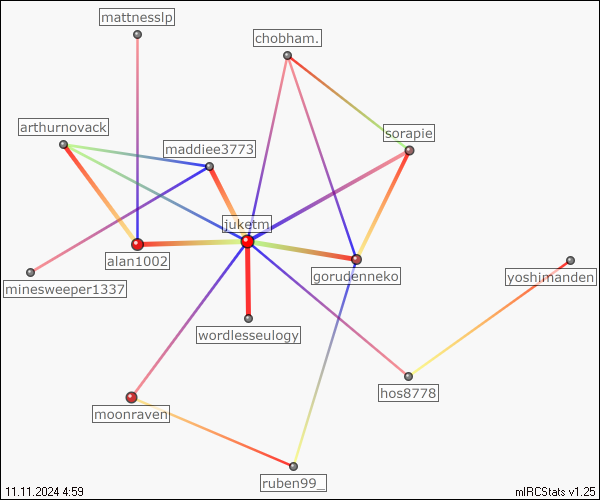 mattnesslp
chobham.
arthurnovack
sorapie
maddiee3773
juketm
alan1002
gorudenneko
yoshimanden
minesweeper1337
wordlesseulogy
hos8778
moonraven
ruben99_
11.11.2024 4:59
mIRCStats v1.25